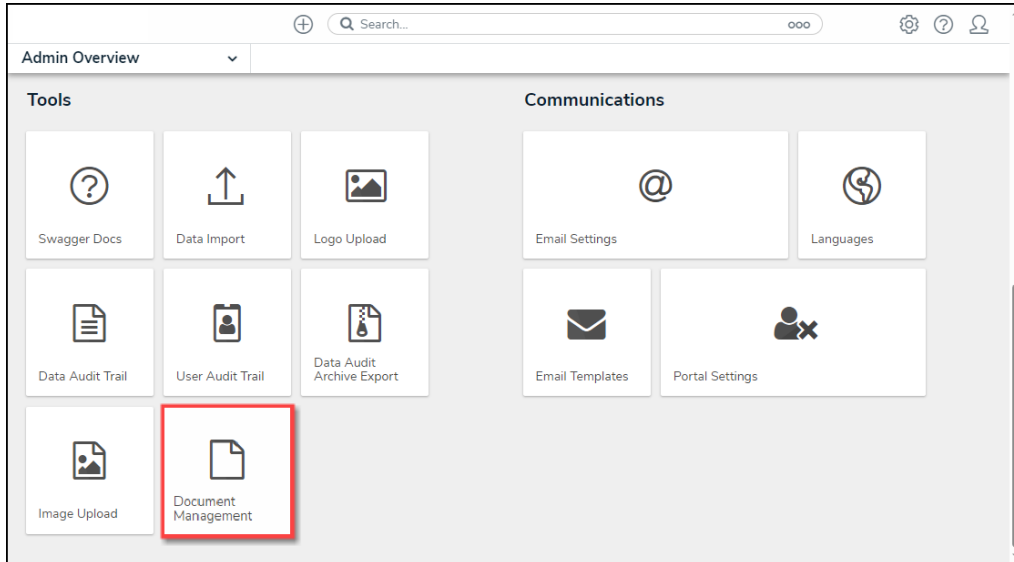 Search...
Admin Overview
Tools
Communications
Swagger Docs
Data Import
Logo Upload
Email Settings
Languages
Data Audit Trail
User Audit Trail
Data Audit
Archive Export
Email Templates
Portal Settings
Image Upload
Document
Management